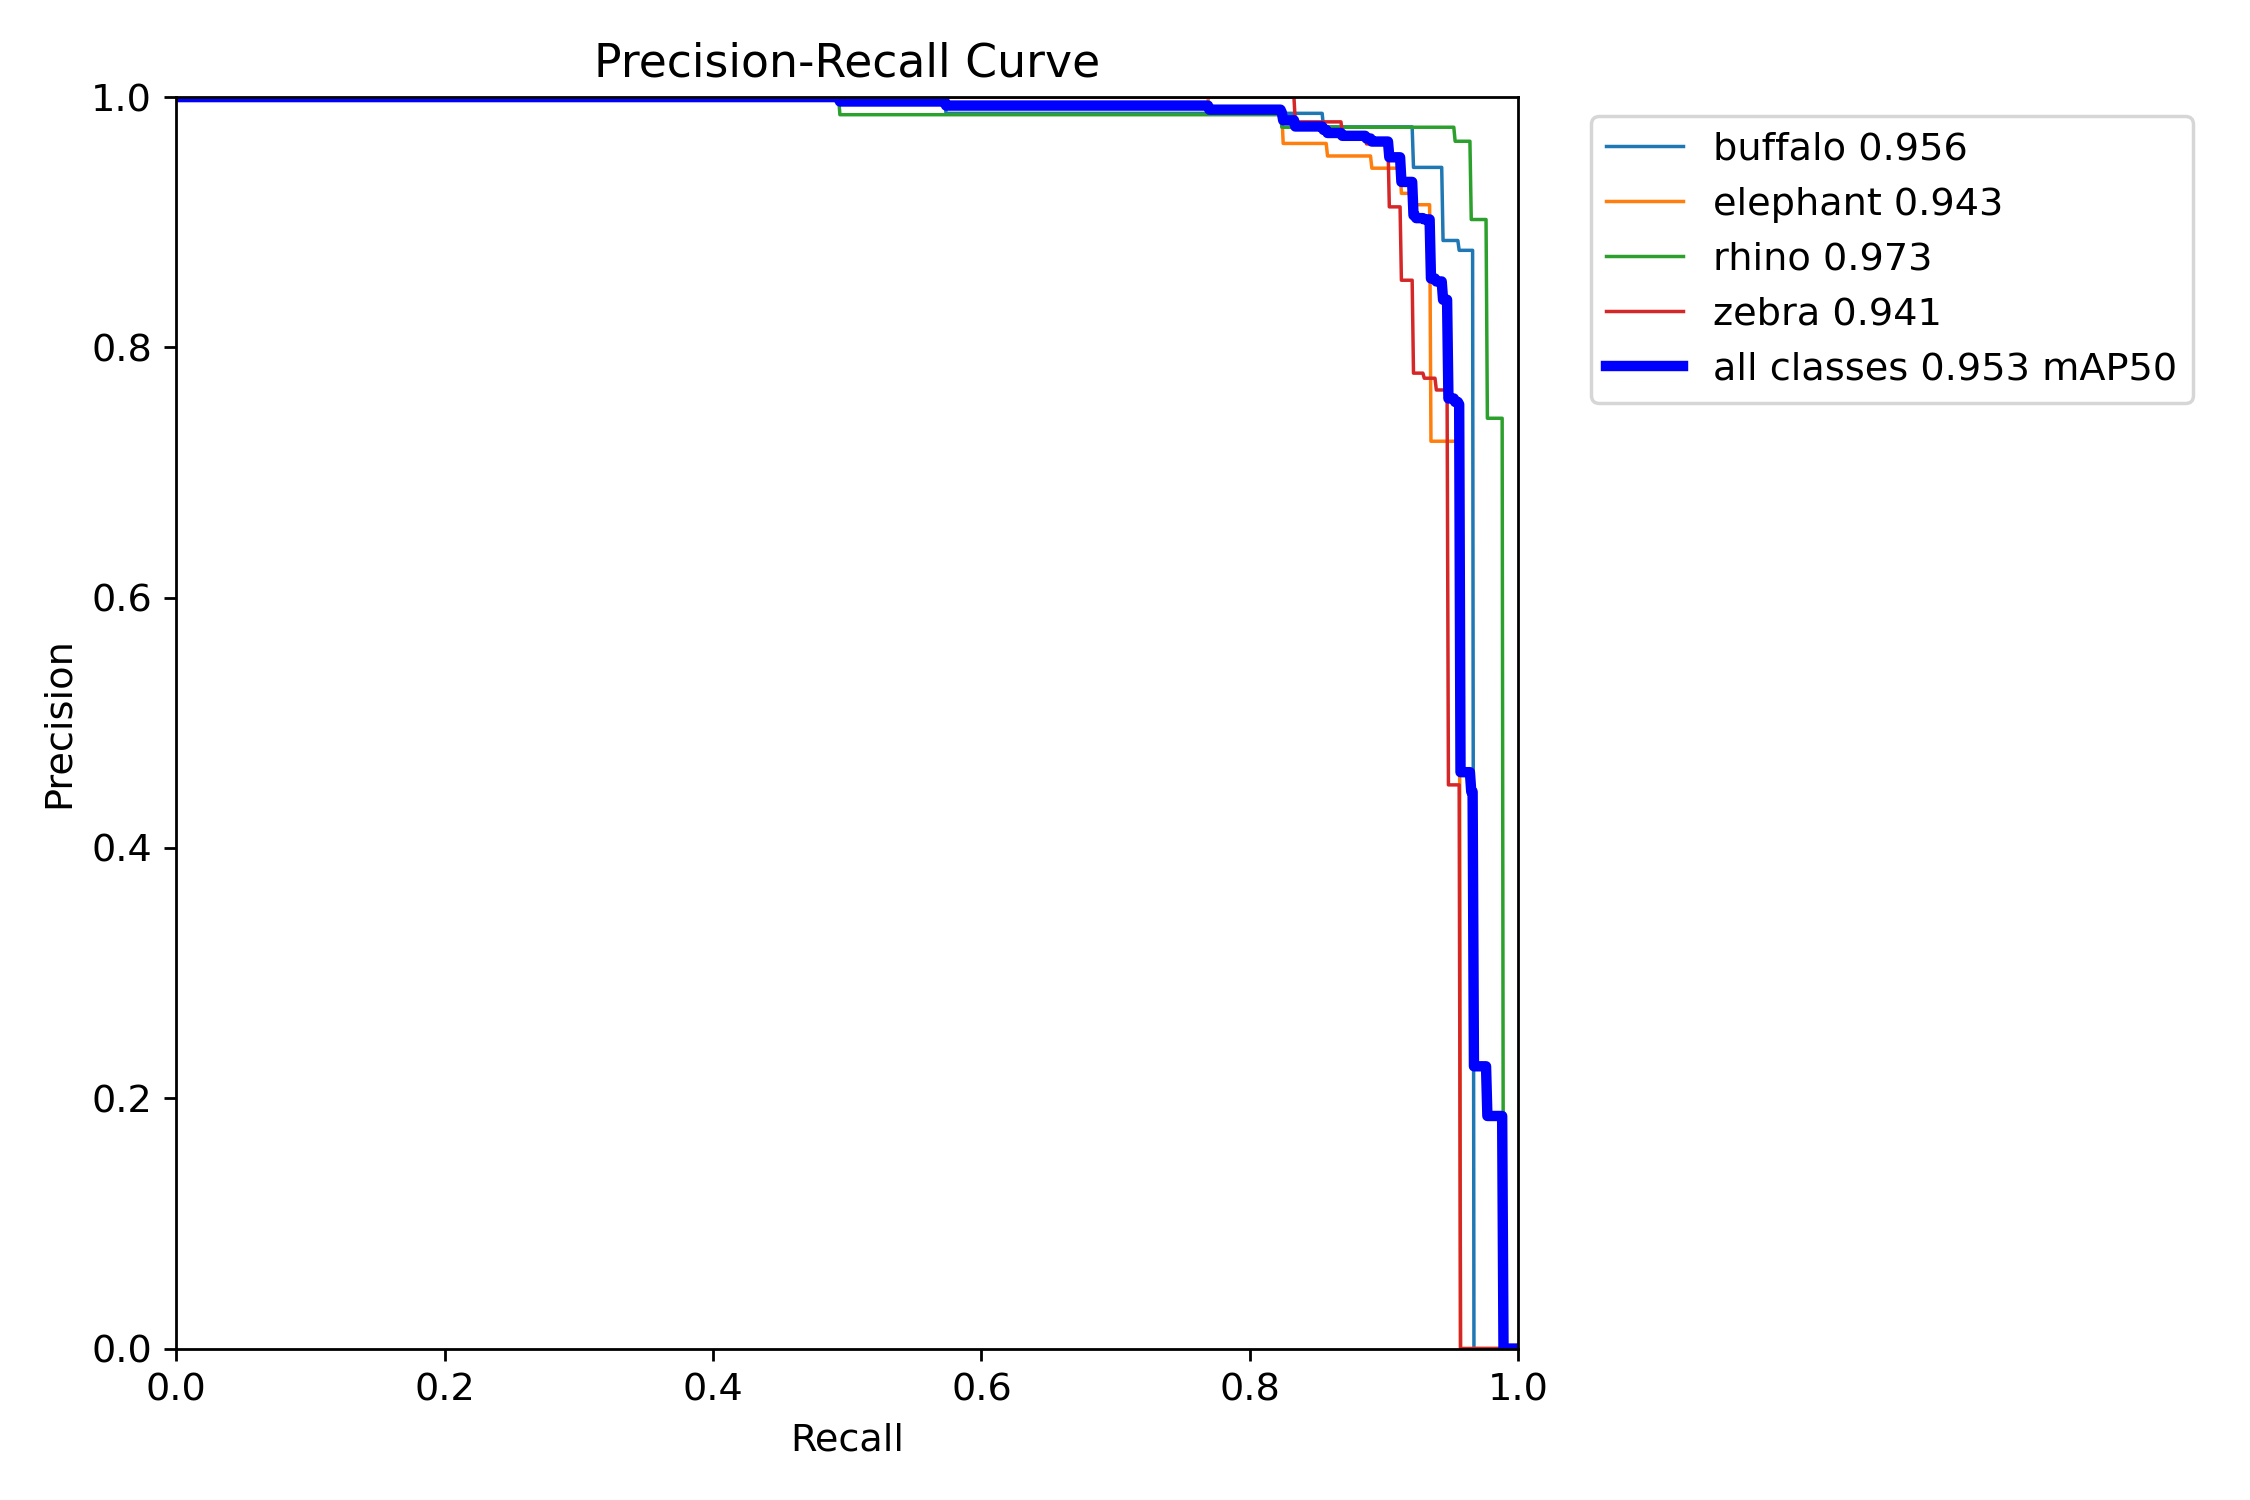 Precision-Recall Curve
1.0
0.8
0.6
0.4
0.2
0.0
Precision
0.0 0.2 0.4 0.6 0.8 1.0
Recall
buffalo 0.956
elephant 0.943
rhino 0.973
zebra 0.941
all classes 0.953 mAP50